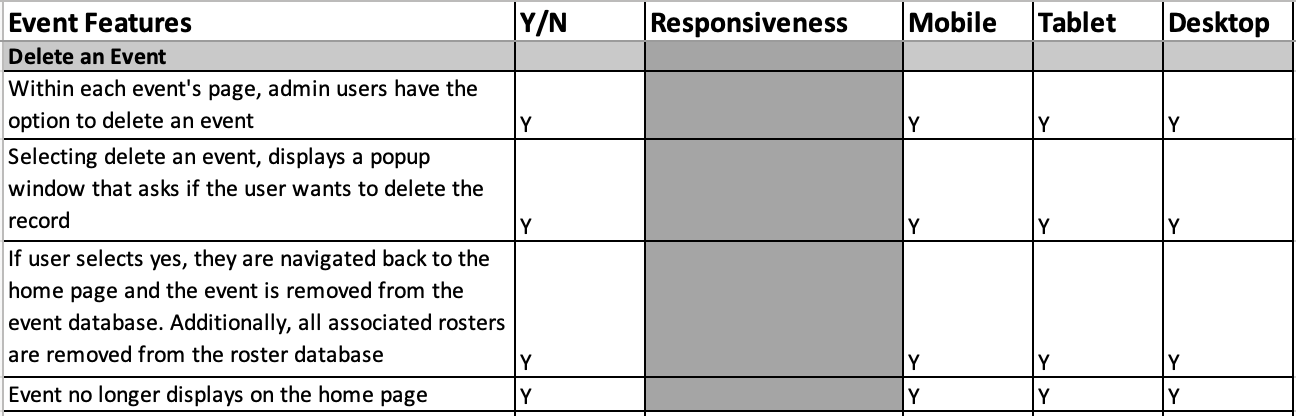 Event Features Y/N Responsiveness Mobile Tablet Desktop
Delete an Event
Within each event's page, admin users have the
option to delete an event Y Y Y Y
Selecting delete an event, displays a popup
window that asks if the user wants to delete the
record Y Y Y Y
If user selects yes, they are navigated back to the
home page and the event is removed from the
event database. Additionally, all associated rosters
are removed from the roster database Y Y Y Y
Event no longer displays on the home page Y Y Y Y